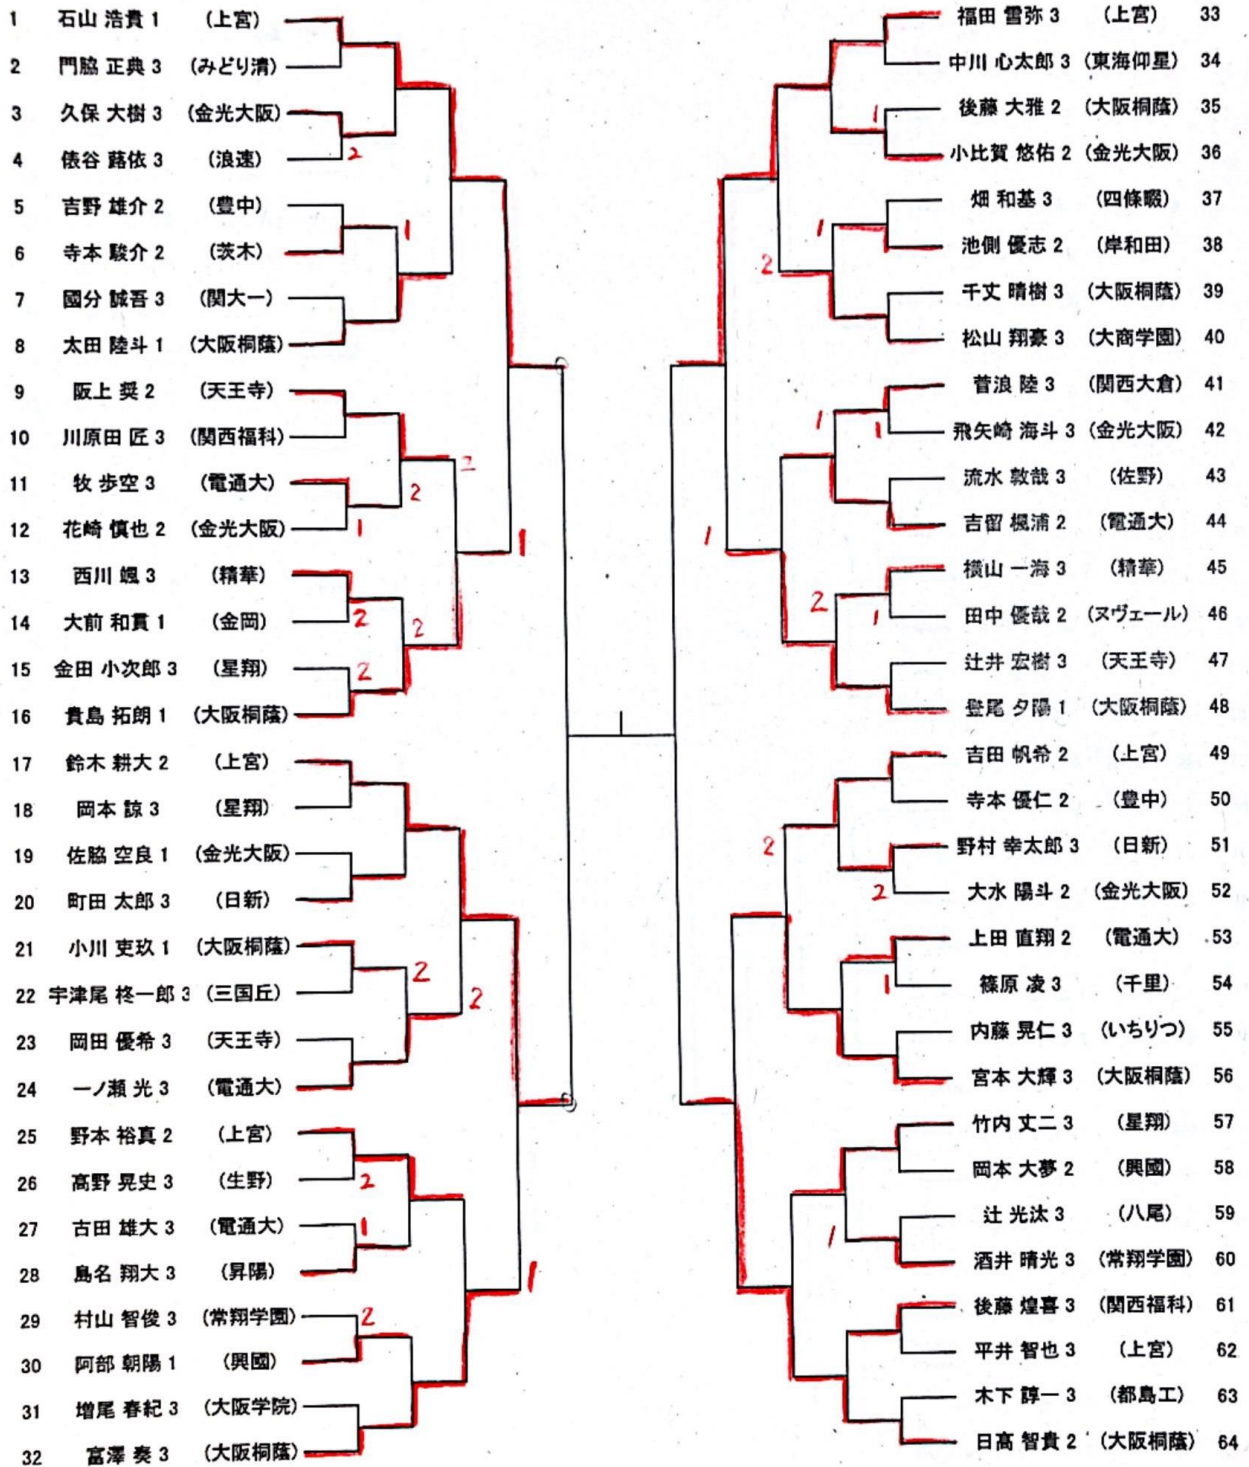 1 石山 浩貴 1 (上宮)
2 門脇 正典 3 (みどり清)
3 久保 大樹 3 (金光大阪)
4 俵谷 蕗依 3 (浪速)
2
5 吉野 雄介 2 (豊中)
1
6 寺本 駿介 2 (茨木)
7 國分 誠吾 3 (関大一)
8 太田 陸斗 1 (大阪桐蔭)
9 阪上 奨 2 (天王寺)
10 川原田 匠 3 (関西福科)
2
11 牧 歩空 3 (電通大)
2
12 花崎 慎也 2 (金光大阪)
1
1
13 西川 颯 3 (精華)
14 大前 和貫 1 (金岡)
2
2
15 金田 小次郎 3 (星翔)
2
16 貴島 拓朗 1 (大阪桐蔭)
17 鈴木 耕大 2 (上宮)
18 岡本 諒 3 (星翔)
19 佐脇 空良 1 (金光大阪)
20 町田 太郎 3 (日新)
21 小川 吏玖 1 (大阪桐蔭)
2
22 宇津尾 柊一郎 3 (三国丘)
2
23 岡田 優希 3 (天王寺)
24 一ノ瀬 光 3 (電通大)
25 野本 裕真 2 (上宮)
26 高野 晃史 3 (生野)
2
27 古田 雄大 3 (電通大)
1
28 島名 翔大 3 (昇陽)
1
29 村山 智俊 3 (常翔学園)
2
30 阿部 朝陽 1 (興國)
31 増尾 春紀 3 (大阪学院)
32 富澤 奏 3 (大阪桐蔭)
福田 雪弥 3 (上宮) 33
中川 心太郎 3 (東海仰星) 34
1
後藤 大雅 2 (大阪桐蔭) 35
小比賀 悠佑 2 (金光大阪) 36
畑 和基 3 (四條畷) 37
1
池側 優志 2 (岸和田) 38
2
千丈 晴樹 3 (大阪桐蔭) 39
松山 翔豪 3 (大商学園) 40
菅浪 陸 3 (関西大倉) 41
1
1
飛矢崎 海斗 3 (金光大阪) 42
流水 敦哉 3 (佐野) 43
吉留 楓浦 2 (電通大) 44
1
横山 一海 3 (精華) 45
2
1
田中 優哉 2 (ヌヴェール) 46
辻井 宏樹 3 (天王寺) 47
登尾 夕陽 1 (大阪桐蔭) 48
吉田 帆希 2 (上宮) 49
寺本 優仁 2 (豊中) 50
2
野村 幸太郎 3 (日新) 51
2
大水 陽斗 2 (金光大阪) 52
上田 直翔 2 (電通大) 53
1
篠原 凌 3 (千里) 54
内藤 晃仁 3 (いちりつ) 55
宮本 大輝 3 (大阪桐蔭) 56
竹内 丈二 3 (星翔) 57
岡本 大夢 2 (興國) 58
辻 光汰 3 (八尾) 59
1
酒井 晴光 3 (常翔学園) 60
後藤 煌喜 3 (関西福科) 61
平井 智也 3 (上宮) 62
木下 諄一 3 (都島工) 63
日高 智貴 2 (大阪桐蔭) 64